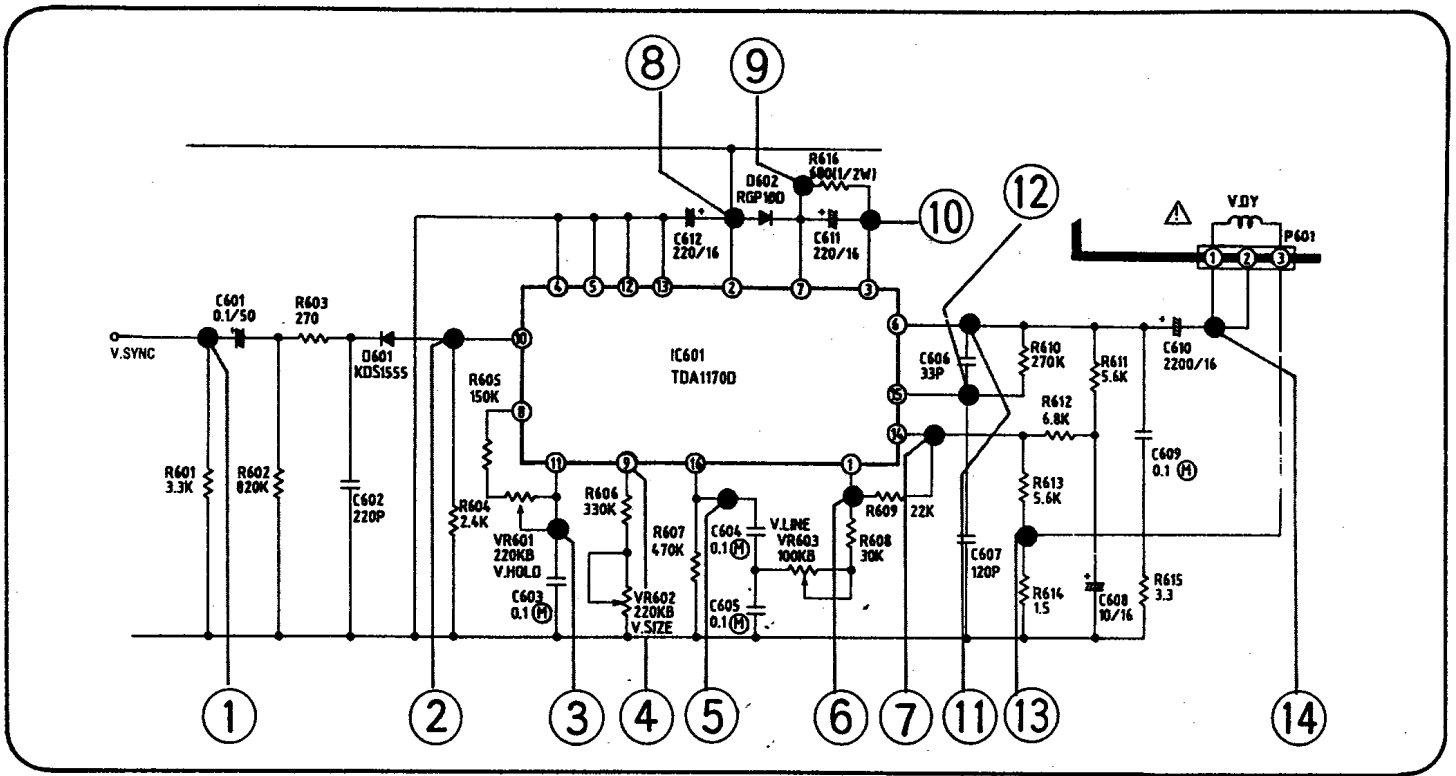 8
9
R616
680(1/2W)
D602
RGP10D
12
10
C612
220/16
C611
220/16
V.DY
P601
1
2
3
4
5
12
13
2
7
3
C601
0.1/50
R603
270
V.SYNC
D601
KDS1555
10
IC601
TDA1170D
6
C606
33P
R610
270K
R611
5.6K
C610
2200/16
R605
150K
8
15
14
R612
6.8K
11
9
16
1
R601
3.3K
R602
820K
C602
220P
R604
2.4K
VR601
220KB
V.HOLD
C603
0.1 M
R606
330K
VR602
220KB
V.SIZE
R607
470K
C604
0.1 M
C605
0.1 M
V.LINE
VR603
100KB
R609
22K
R608
30K
C607
120P
R613
5.6K
R614
1.5
C609
0.1 M
C608
10/16
R615
3.3
1
2
3
4
5
6
7
11
13
14